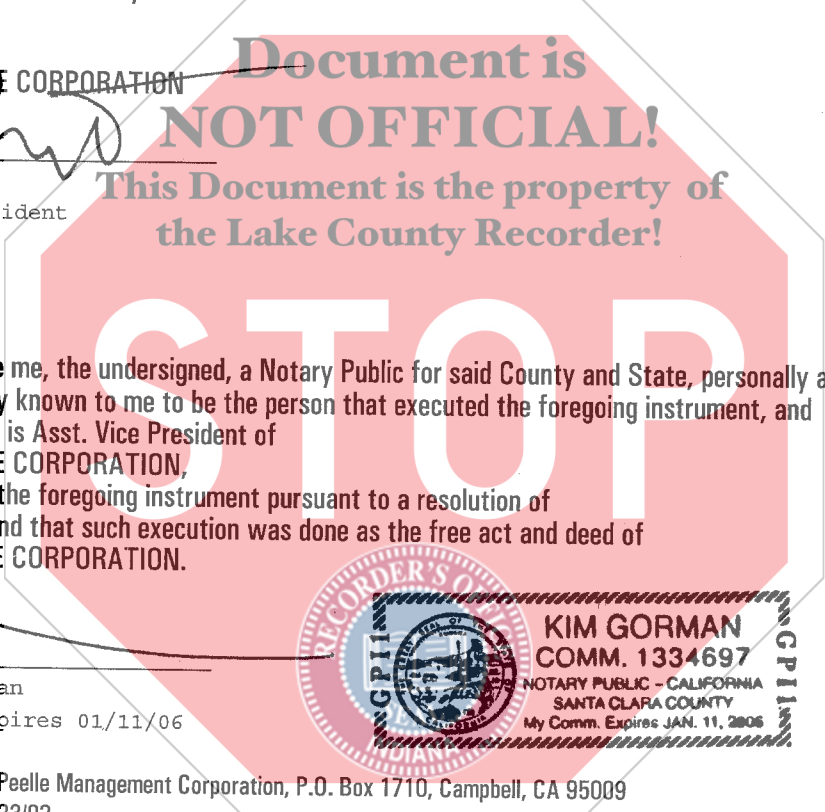 Document is
E CORPORATION
NOT OFFICIAL!
This Document is the property of
ident
the Lake County Recorder!
STOP
e me, the undersigned, a Notary Public for said County and State, personally a
y known to me to be the person that executed the foregoing instrument, and
is Asst. Vice President of
E CORPORATION,
the foregoing instrument pursuant to a resolution of
nd that such execution was done as the free act and deed of
E CORPORATION.
RECORDER'S OFFICE
INDIANA
GPI1
KIM GORMAN
COMM. 1334697
NOTARY PUBLIC - CALIFORNIA
SANTA CLARA COUNTY
My Comm. Expires JAN. 11, 2006
GPI1
an
pires 01/11/06
Peelle Management Corporation, P.O. Box 1710, Campbell, CA 95009